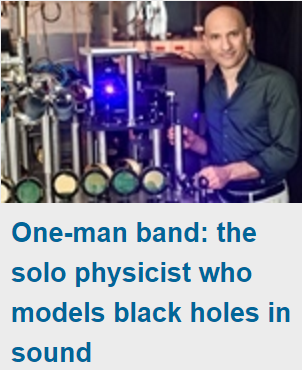 One-man band: the
solo physicist who
models black holes in
sound